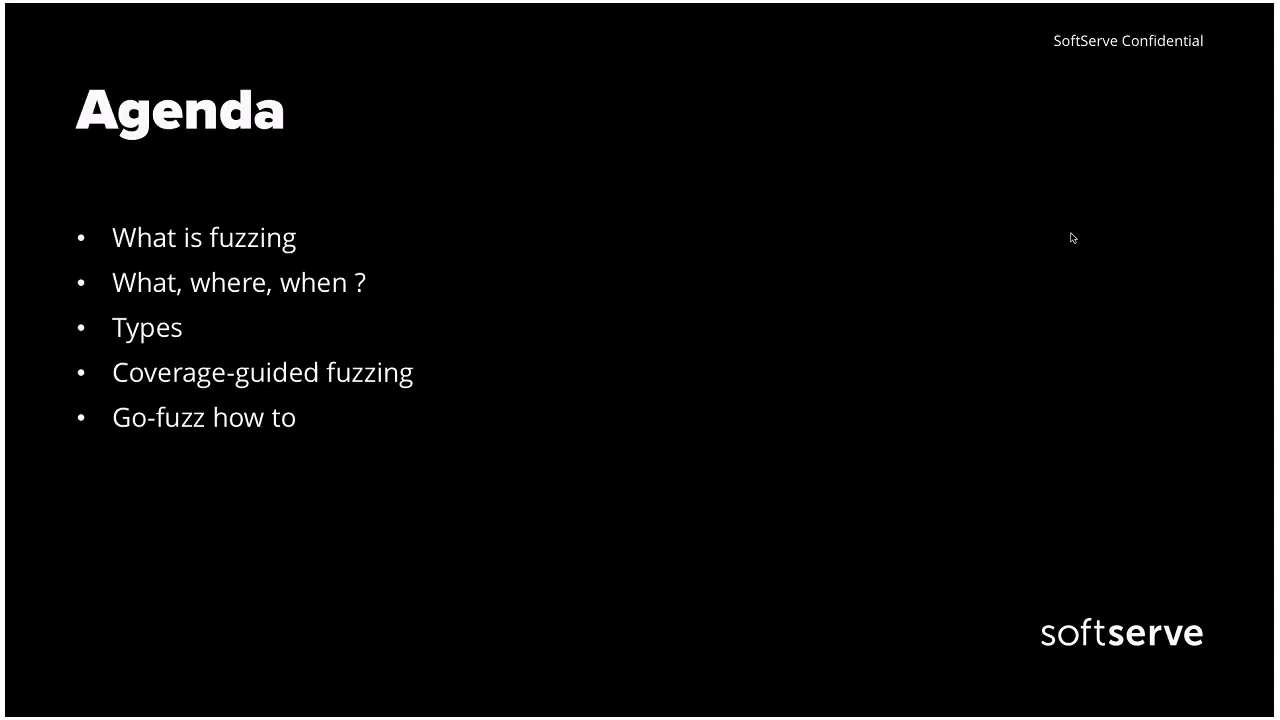 SoftServe Confidential
Agenda
• What is fuzzing
• What, where, when ?
• Types
• Coverage-guided fuzzing
• Go-fuzz how to
softserve